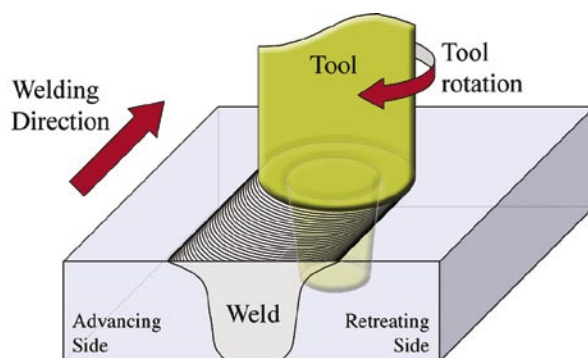 Welding
Direction
Tool
Tool
rotation
Weld
Advancing
Side
Retreating
Side